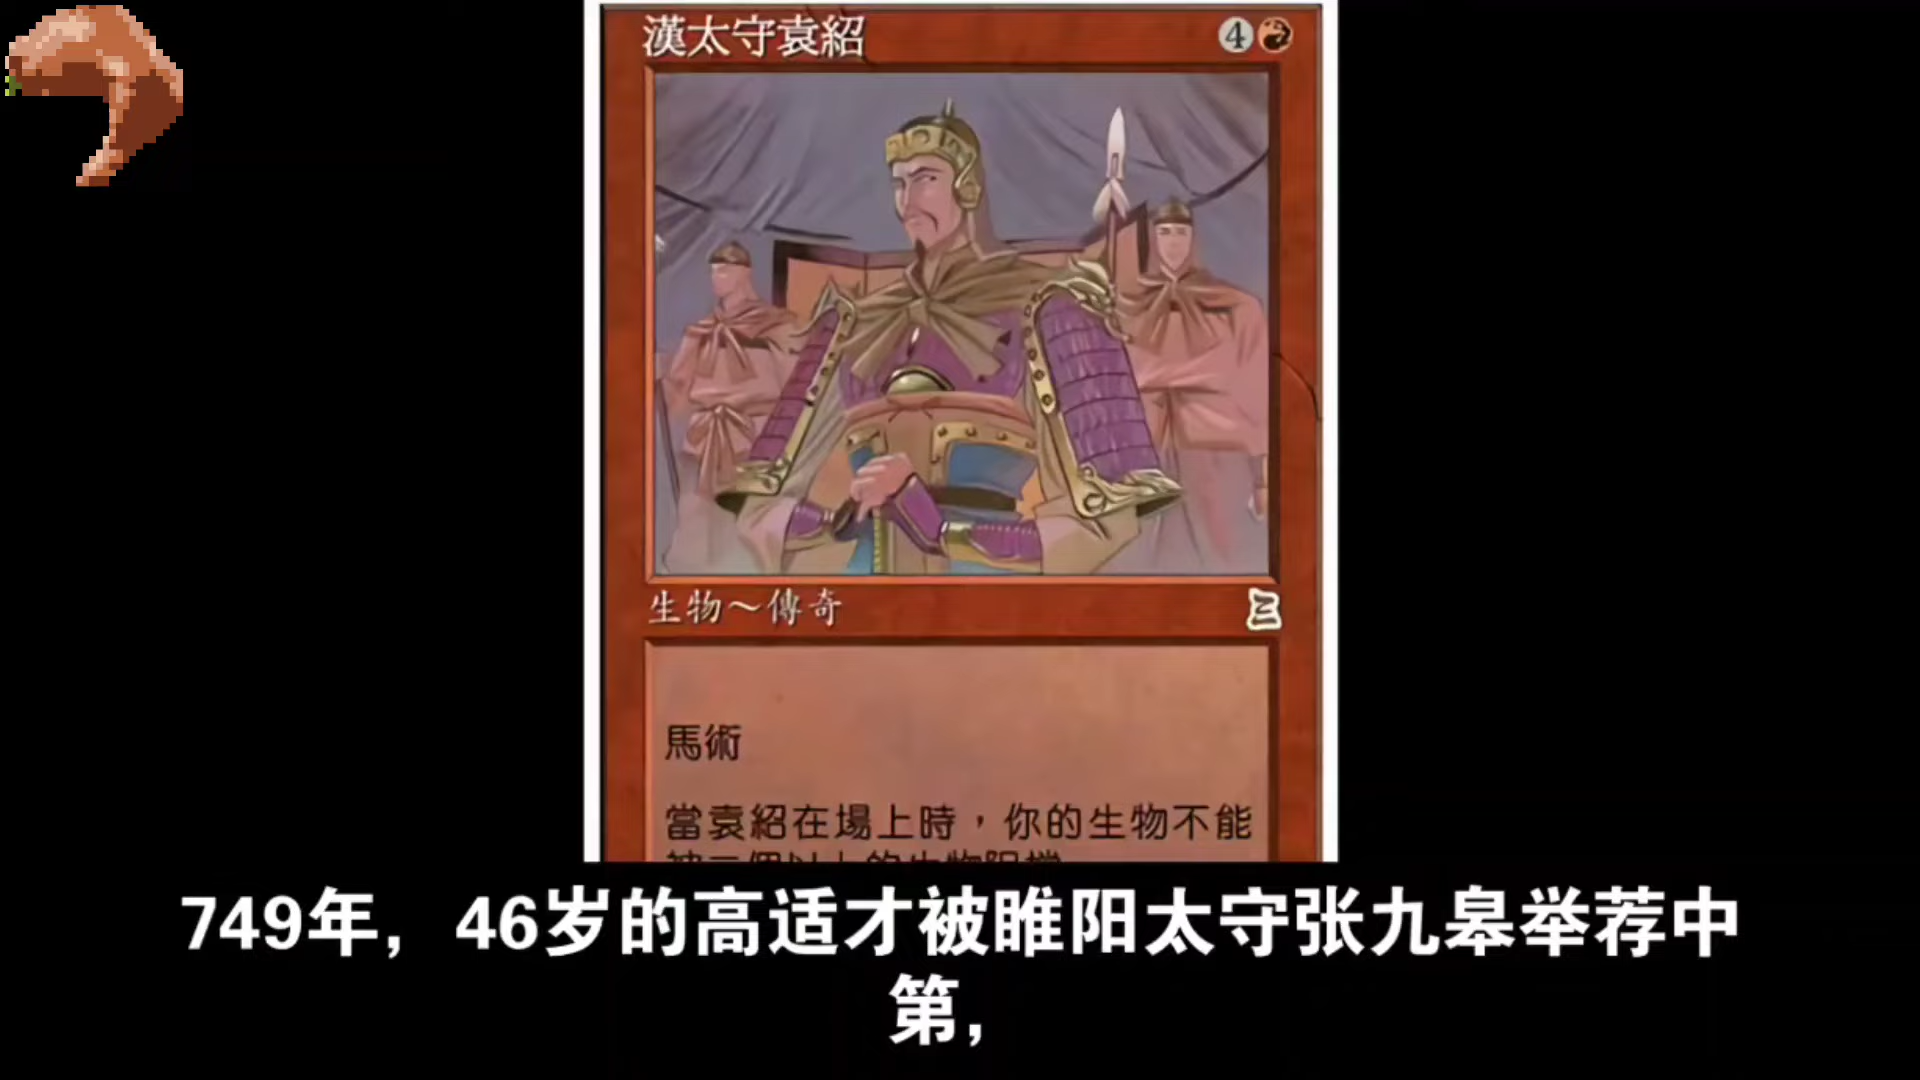 漢太守袁紹
4
生物～傳奇
三
馬術
當袁紹在場上時，你的生物不能
749年，46岁的高适才被睢阳太守张九皋举荐中
第，